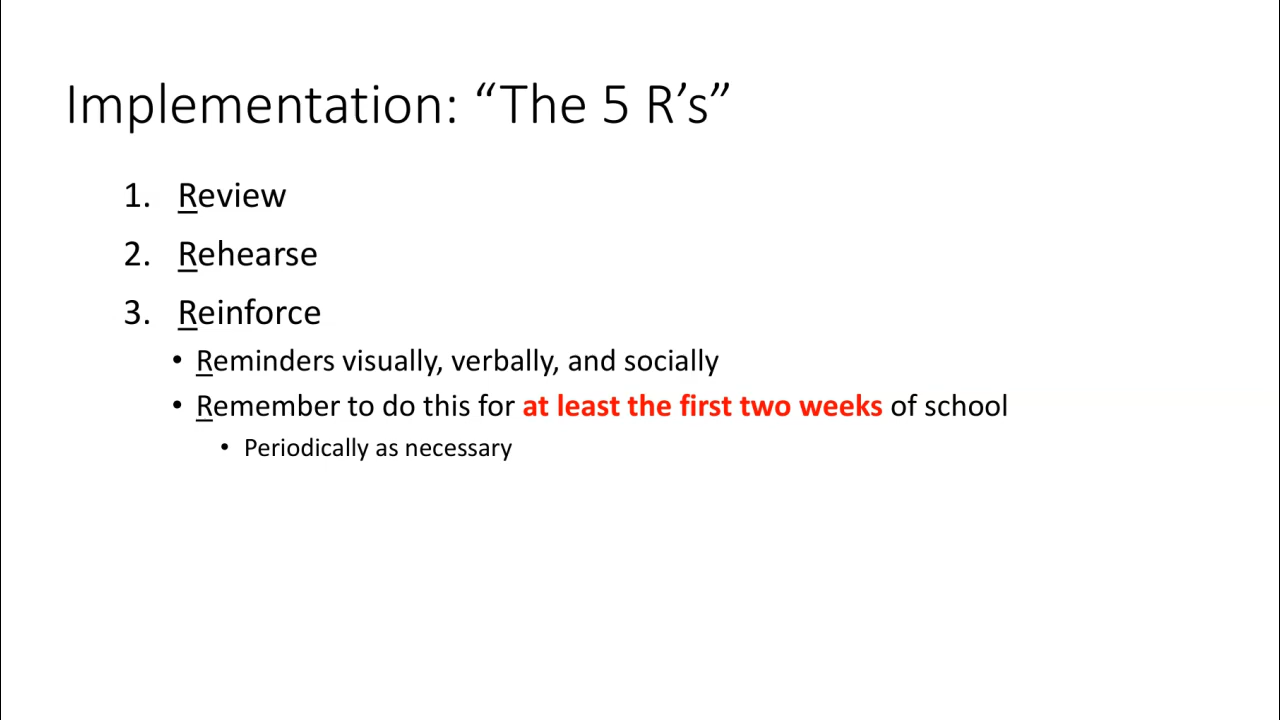 Implementation: “The 5 R’s”
1. Review
2. Rehearse
3. Reinforce
• Reminders visually, verbally, and socially
• Remember to do this for at least the first two weeks of school
• Periodically as necessary